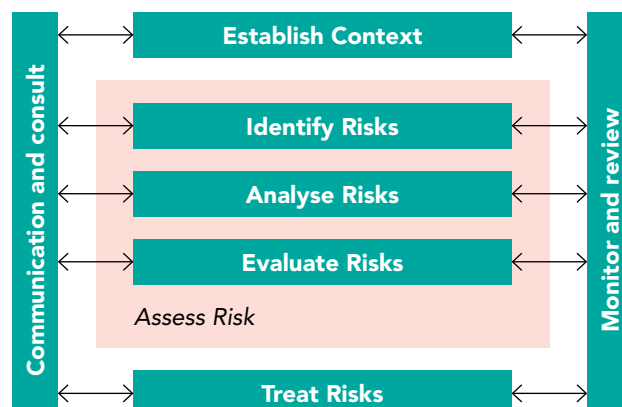 Communication and consult
Establish Context
Identify Risks
Analyse Risks
Evaluate Risks
Assess Risk
Treat Risks
Monitor and review